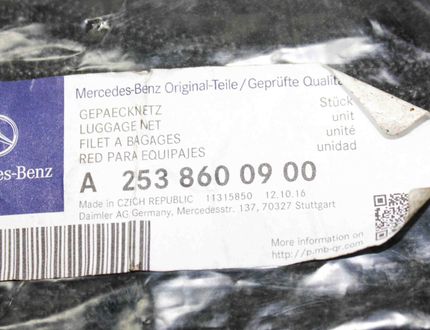 Mercedes-Benz Original-Teile/Geprüfte Qualität
GEPAECKNETZ Stück
LUGGAGE NET unit
FILET A BAGAGES unité
RED PARA EQUIPAJES unidad
es-Benz
A 253 860 09 00
Made in CZICH REPUBLIC 11315850 12.10.16
Daimler AG Germany, Mercedesstr. 137, 70327 Stuttgart
More information on
http://p.mb-qr.com/